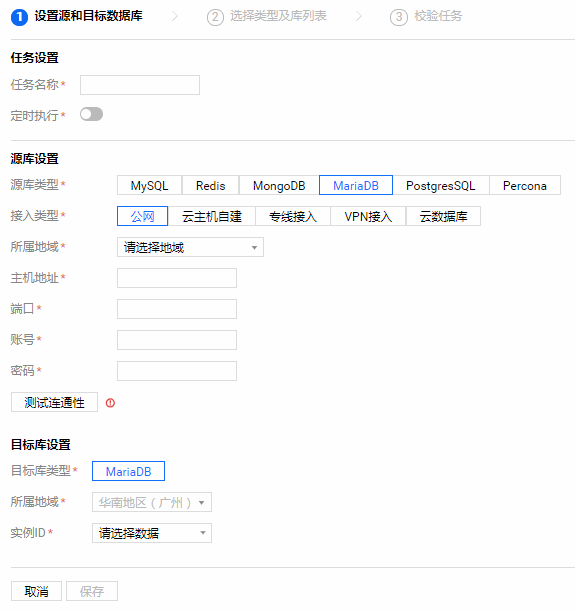 1 设置源和目标数据库 2 选择类型及库列表 3 校验任务
任务设置
任务名称*
定时执行*
源库设置
源库类型* MySQL Redis MongoDB MariaDB PostgresSQL Percona
接入类型* 公网 云主机自建 专线接入 VPN接入 云数据库
所属地域* 请选择地域
主机地址*
端口*
账号*
密码*
测试连通性
目标库设置
目标库类型* MariaDB
所属地域* 华南地区（广州）
实例ID* 请选择数据
取消 保存